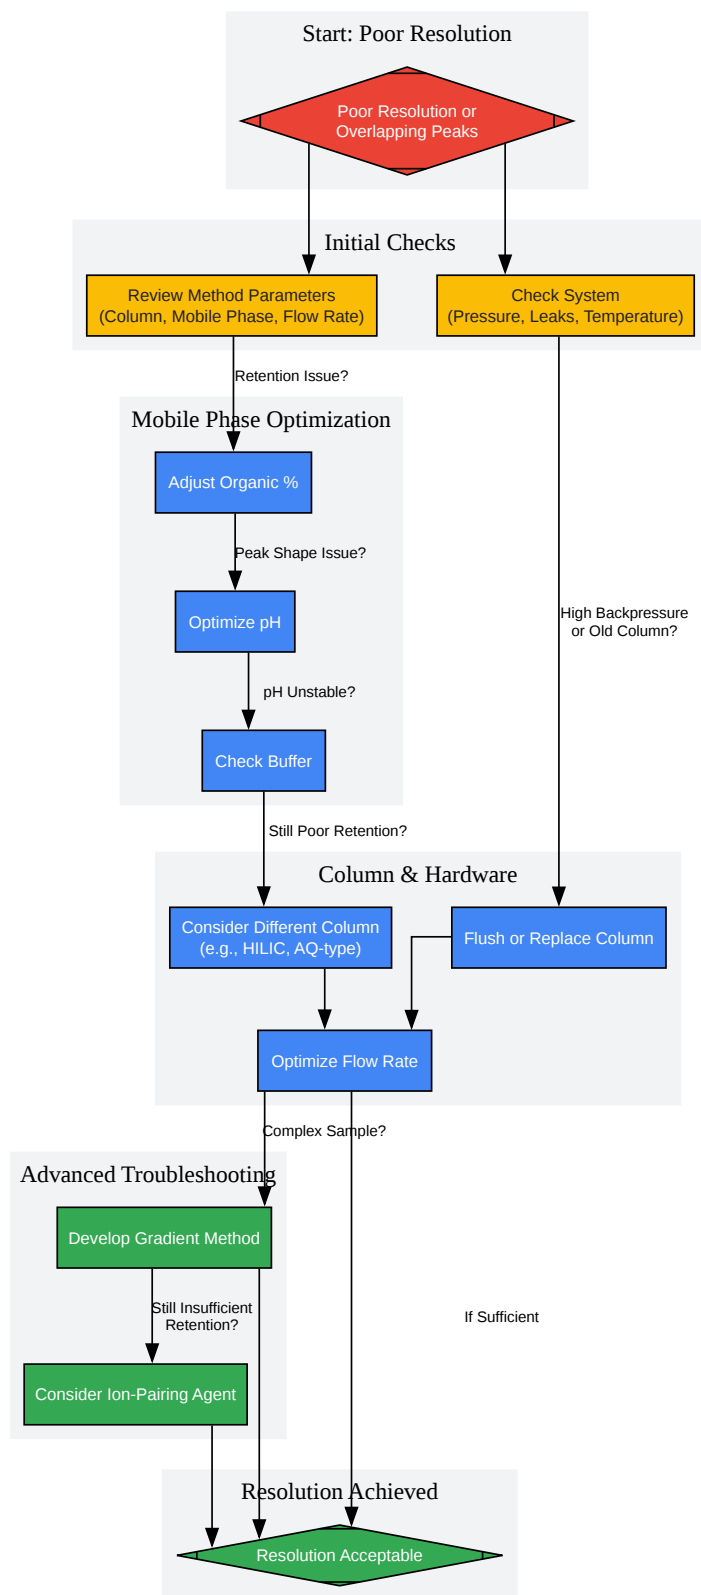 Start: Poor Resolution
Poor Resolution or
Overlapping Peaks
Initial Checks
Review Method Parameters
(Column, Mobile Phase, Flow Rate)
Check System
(Pressure, Leaks, Temperature)
Retention Issue?
Mobile Phase Optimization
Adjust Organic %
Peak Shape Issue?
Optimize pH
High Backpressure
or Old Column?
pH Unstable?
Check Buffer
Still Poor Retention?
Column & Hardware
Consider Different Column
(e.g., HILIC, AQ-type)
Flush or Replace Column
Optimize Flow Rate
Complex Sample?
Advanced Troubleshooting
Develop Gradient Method
Still Insufficient
Retention?
If Sufficient
Consider Ion-Pairing Agent
Resolution Achieved
Resolution Acceptable